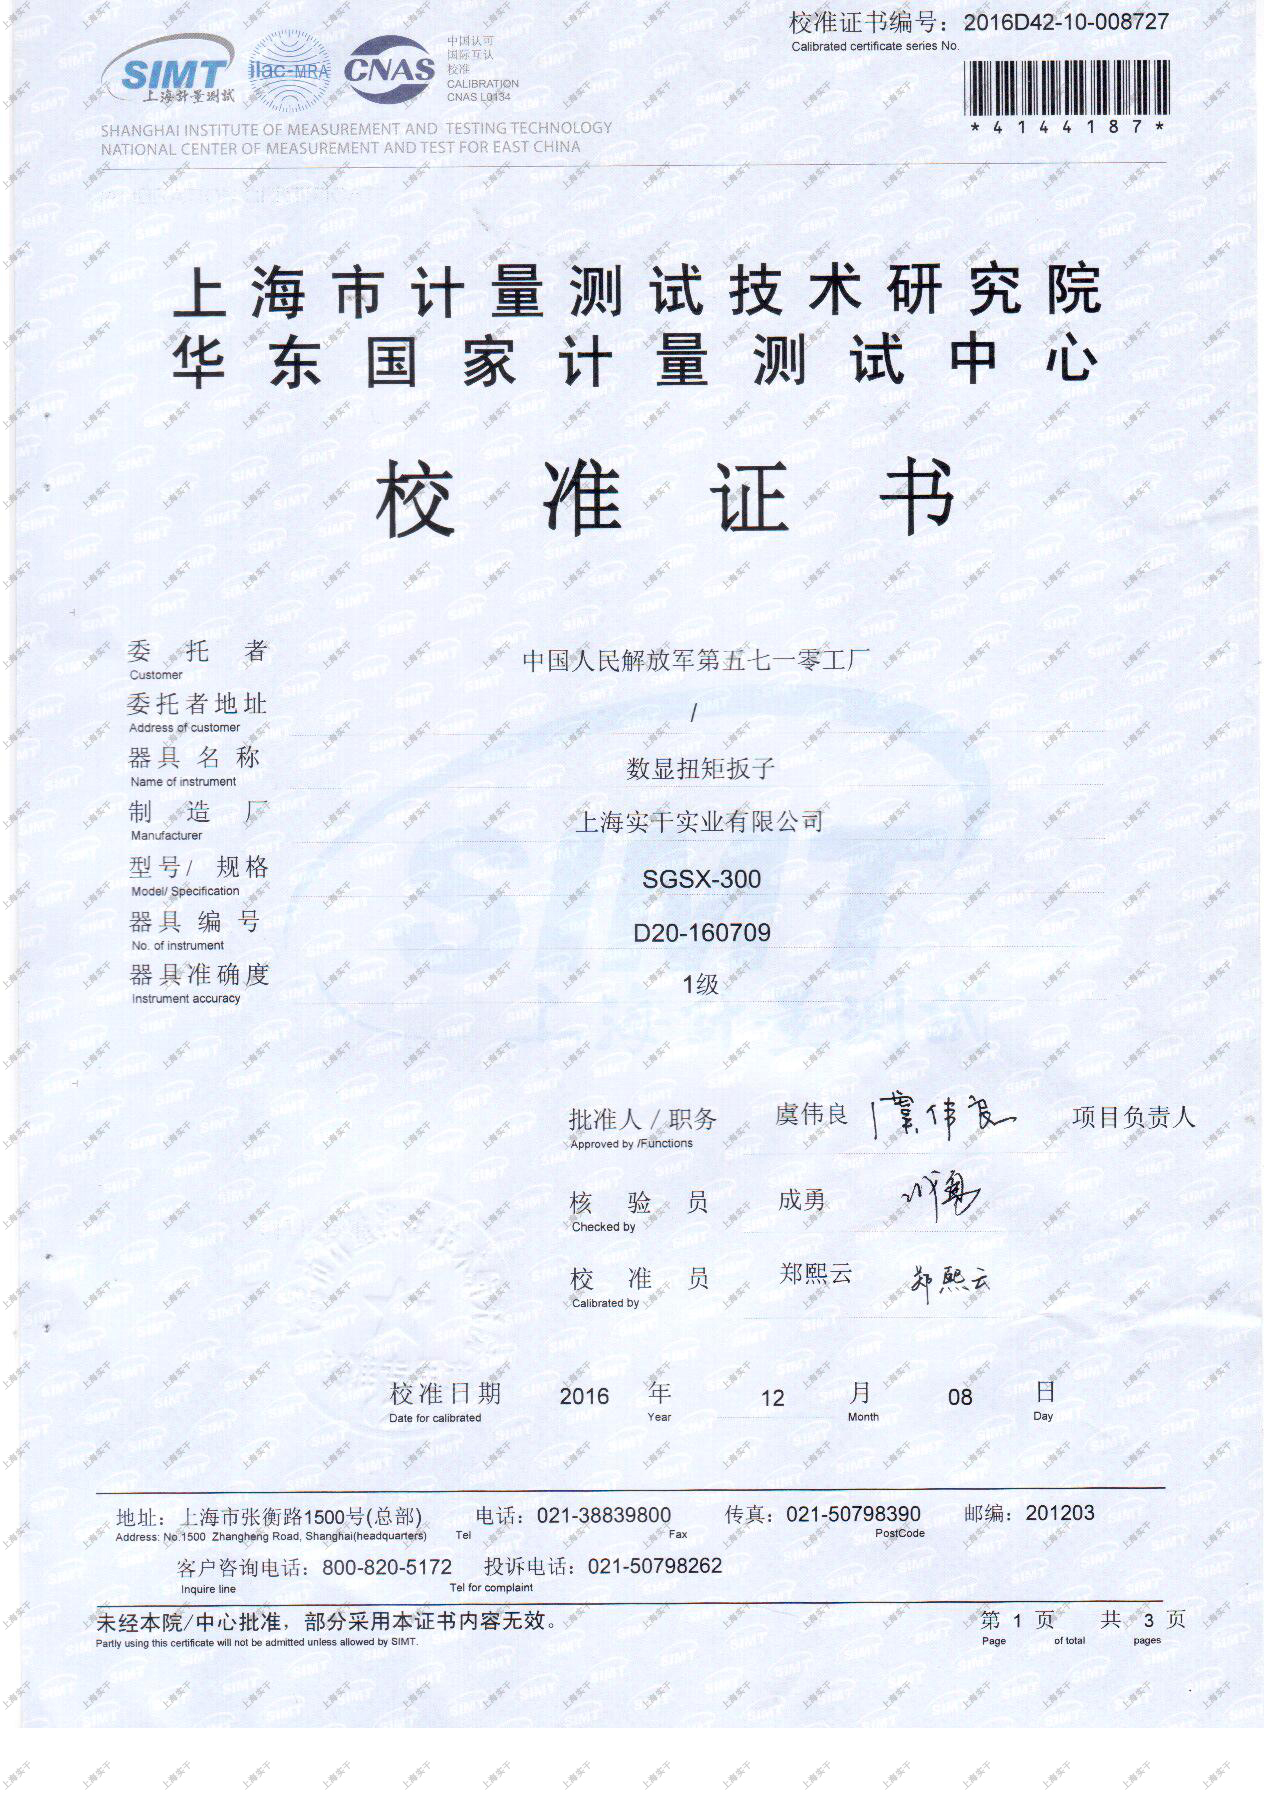 校准证书编号：2016D42-10-008727
Calibrated certificate series No.
SIMT
上海计量测试
ilac-MRA
CNAS
中国认可
国际互认
校准
CALIBRATION
CNAS L0134
*4144187*
SHANGHAI INSTITUTE OF MEASUREMENT AND TESTING TECHNOLOGY
NATIONAL CENTER OF MEASUREMENT AND TEST FOR EAST CHINA
上海市计量测试技术研究院
华东国家计量测试中心
校准证书
委托者 中国人民解放军第五七一零工厂
Customer
委托者地址 /
Address of customer
器具名称 数显扭矩扳子
Name of instrument
制造厂 上海实干实业有限公司
Manufacturer
型号/规格 SGSX-300
Model/ Specification
器具编号 D20-160709
No. of instrument
器具准确度 1级
Instrument accuracy
批准人/职务 虞伟良 虞伟良 项目负责人
Approved by /Functions
核验员 成勇 成勇
Checked by
校准员 郑熙云 郑熙云
Calibrated by
校准日期 2016 年 12 月 08 日
Date for calibrated Year Month Day
地址：上海市张衡路1500号(总部) 电话：021-38839800 传真：021-50798390 邮编：201203
Address: No.1500 Zhangheng Road, Shanghai(headquarters) Tel Fax PostCode
客户咨询电话：800-820-5172 投诉电话：021-50798262
Inquire line Tel for complaint
未经本院/中心批准，部分采用本证书内容无效。 第 1 页 共 3 页
Partly using this certificate will not be admitted unless allowed by SIMT. Page of total pages